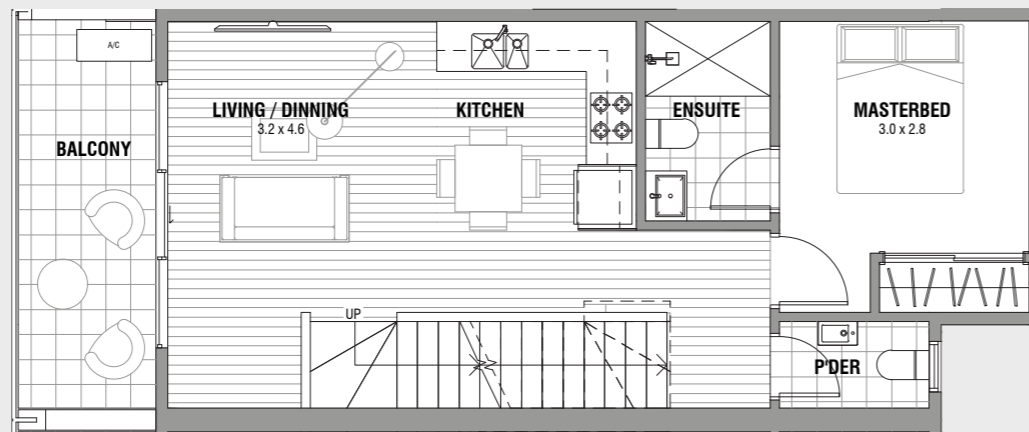 A/C
BALCONY
LIVING / DINNING
3.2 x 4.6
KITCHEN
ENSUITE
MASTERBED
3.0 x 2.8
UP
P'DER